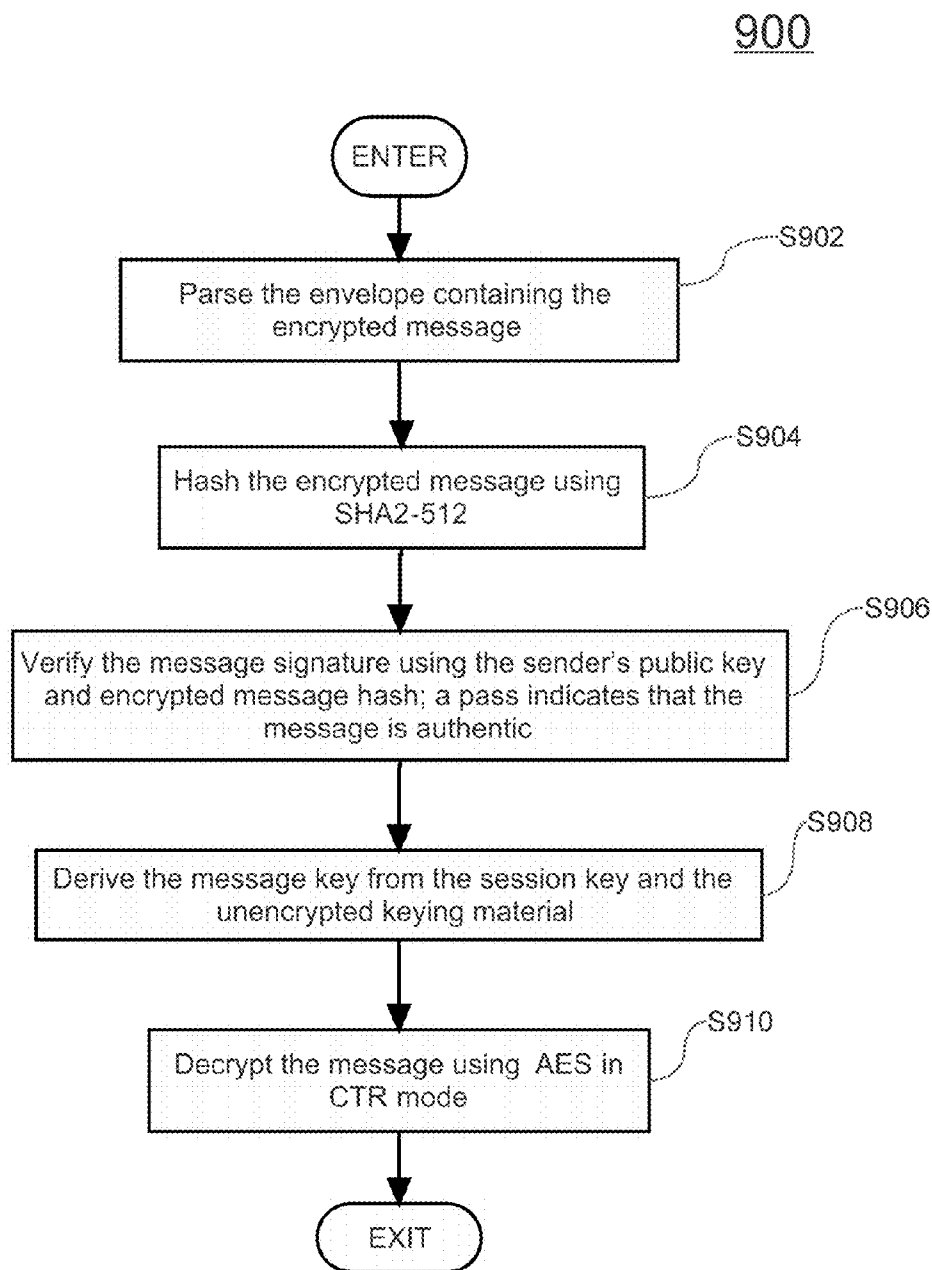 900
ENTER
S902
Parse the envelope containing the
encrypted message
S904
Hash the encrypted message using
SHA2-512
S906
Verify the message signature using the sender's public key
and encrypted message hash; a pass indicates that the
message is authentic
S908
Derive the message key from the session key and the
unencrypted keying material
S910
Decrypt the message using AES in
CTR mode
EXIT